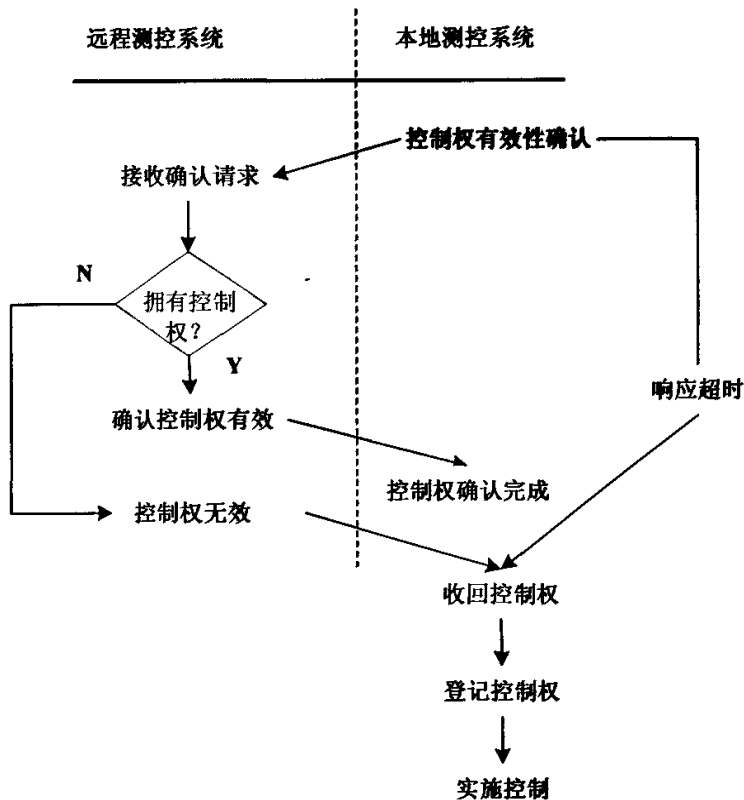 远程测控系统
本地测控系统
控制权有效性确认
接收确认请求
N
拥有控制
权?
Y
响应超时
确认控制权有效
控制权确认完成
控制权无效
收回控制权
登记控制权
实施控制